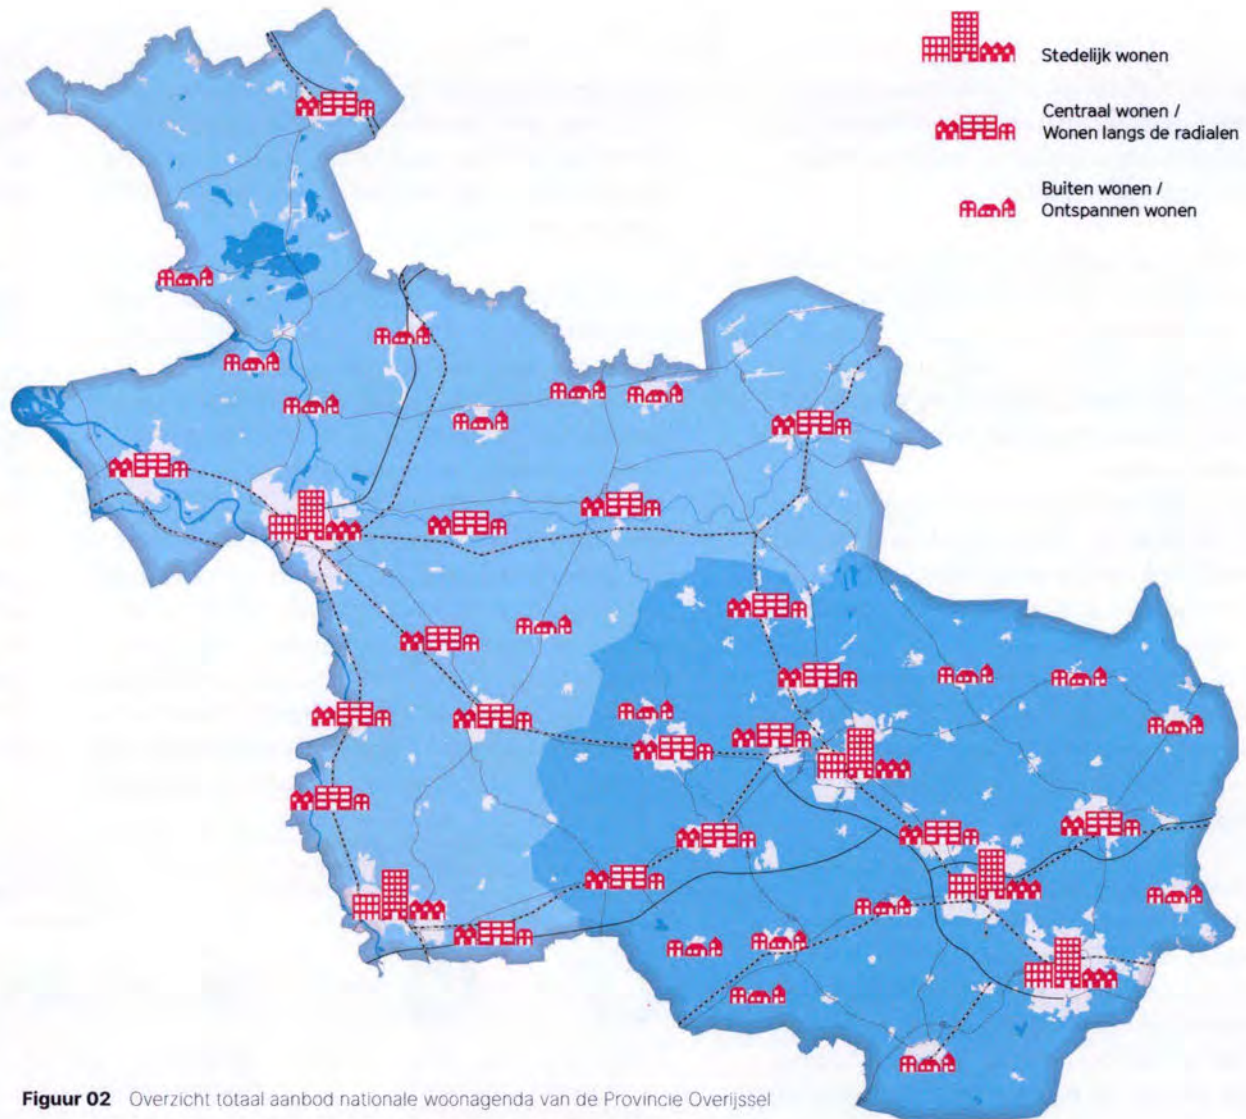 Stedelijk wonen
Centraal wonen /
Wonen langs de radialen
Buiten wonen /
Ontspannen wonen
Figuur 02 Overzicht totaal aanbod nationale woonagenda van de Provincie Overijssel